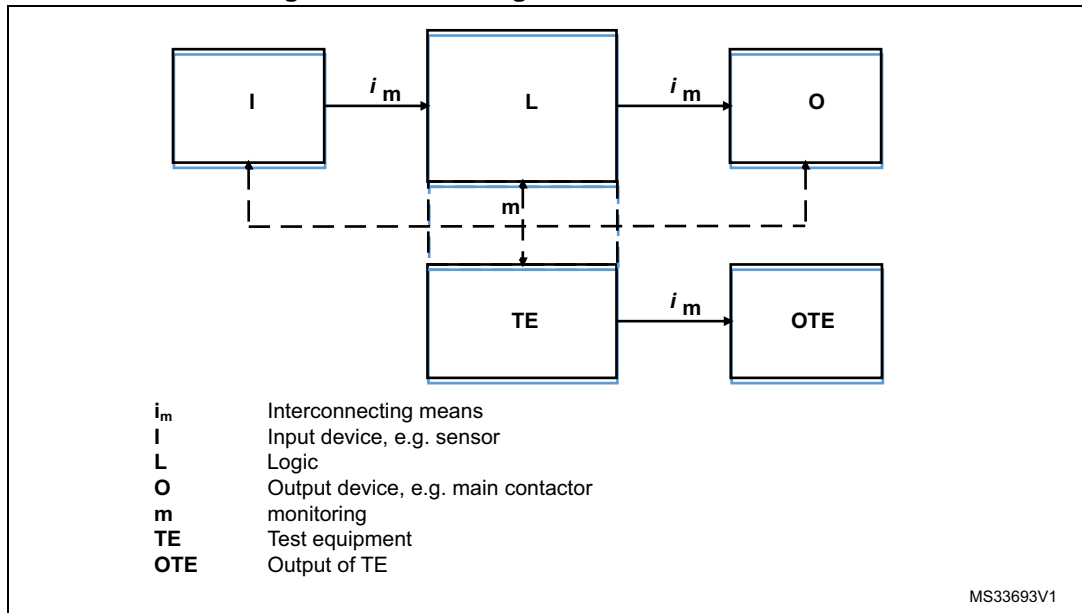 i m
i m
I
L
O
m
i m
TE
OTE
im Interconnecting means
I Input device, e.g. sensor
L Logic
O Output device, e.g. main contactor
m monitoring
TE Test equipment
OTE Output of TE
MS33693V1